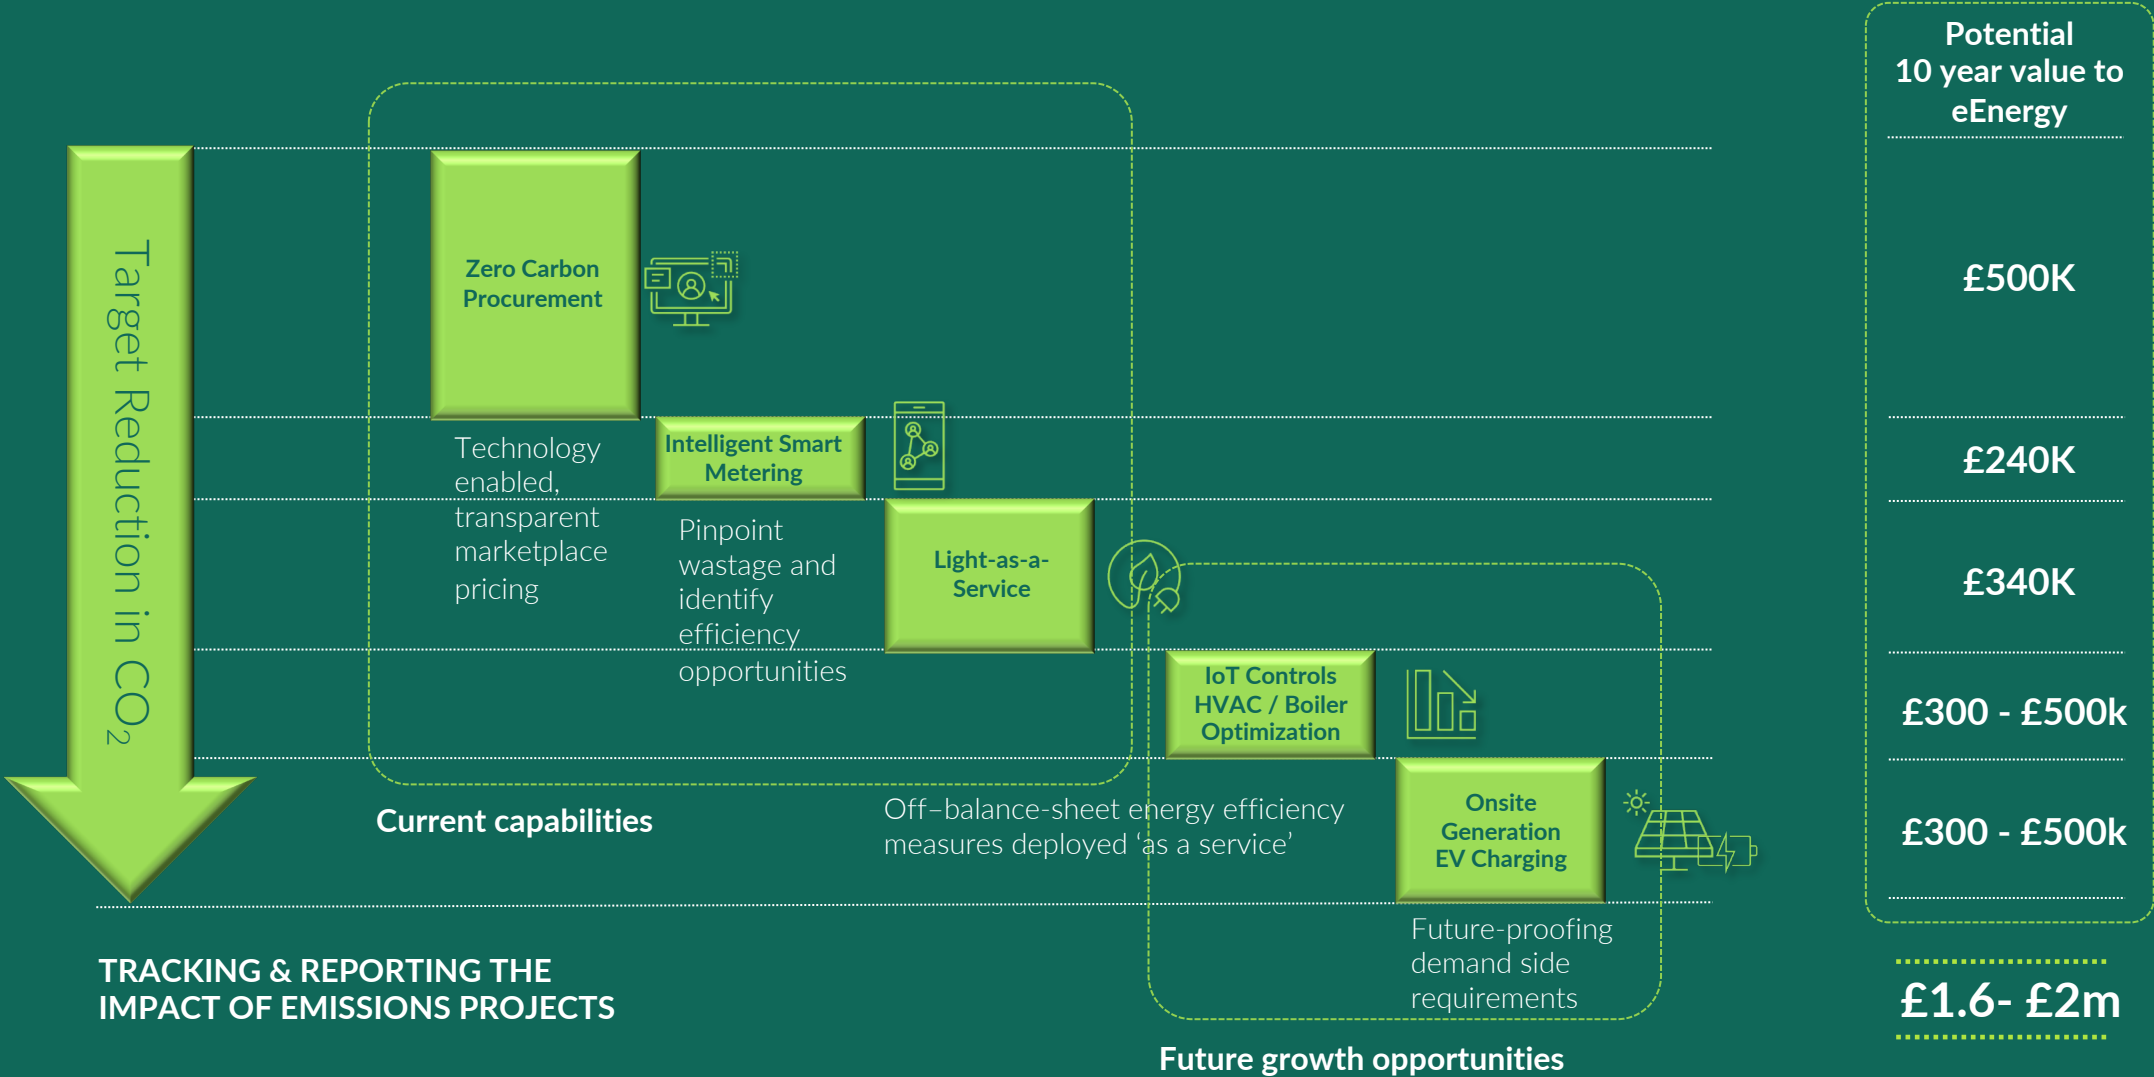 Potential
10 year value to
eEnergy
Target Reduction in CO2
Zero Carbon
Procurement
£500K
Technology
enabled,
transparent
marketplace
pricing
Intelligent Smart
Metering
£240K
Pinpoint
wastage and
identify
efficiency
opportunities
Light-as-a-
Service
£340K
IoT Controls
HVAC / Boiler
Optimization
£300 - £500k
Current capabilities
Off–balance-sheet energy efficiency
measures deployed ‘as a service’
Onsite
Generation
EV Charging
£300 - £500k
Future-proofing
demand side
requirements
TRACKING & REPORTING THE
IMPACT OF EMISSIONS PROJECTS
£1.6- £2m
Future growth opportunities